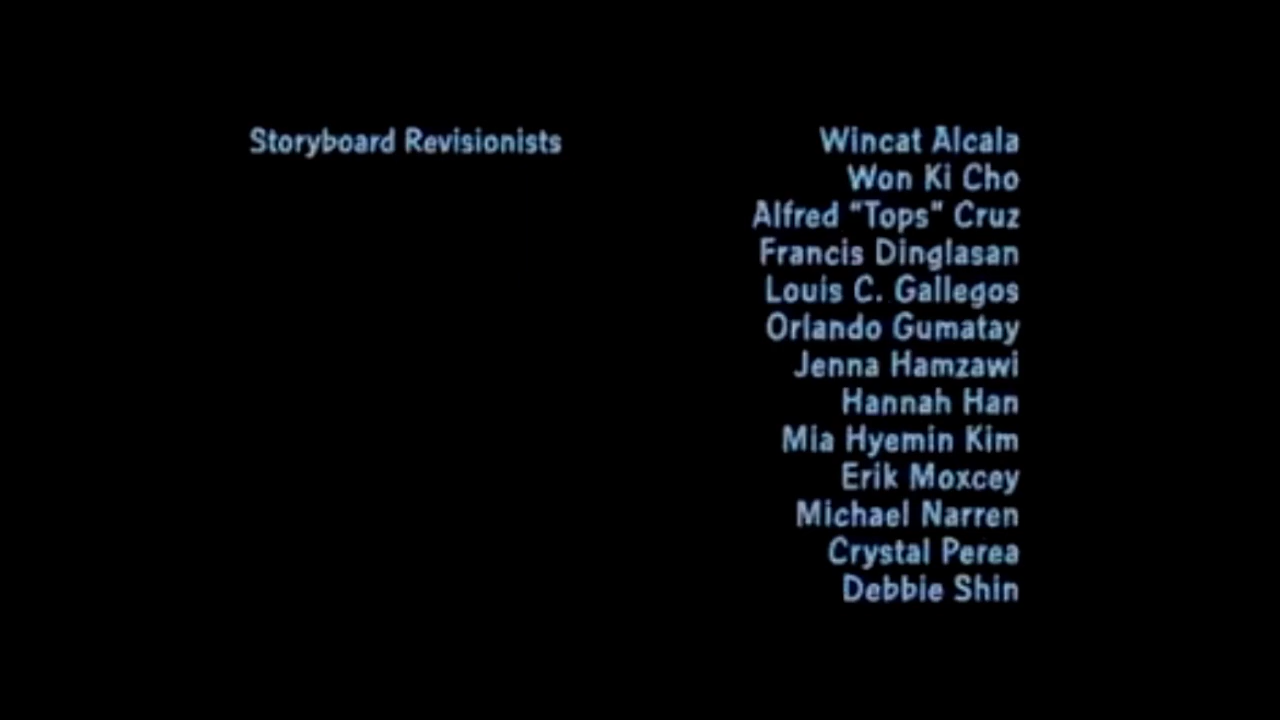 Storyboard Revisionists Wincat Alcala
Won Ki Cho
Alfred "Tops" Cruz
Francis Dinglasan
Louis C. Gallegos
Orlando Gumatay
Jenna Hamzawi
Hannah Han
Mia Hyemin Kim
Erik Moxcey
Michael Narren
Crystal Perea
Debbie Shin